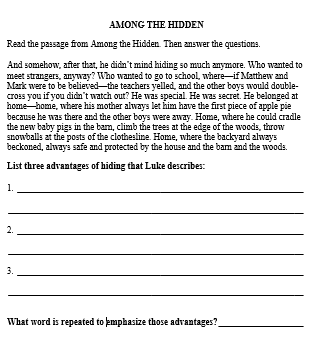 AMONG THE HIDDEN
Read the passage from Among the Hidden. Then answer the questions.
And somehow, after that, he didn't mind hiding so much anymore. Who wanted to
meet strangers, anyway? Who wanted to go to school, where—if Matthew and
Mark were to be believed—the teachers yelled, and the other boys would double-
cross you if you didn't watch out? He was special. He was secret. He belonged at
home—home, where his mother always let him have the first piece of apple pie
because he was there and the other boys were away. Home, where he could cradle
the new baby pigs in the barn, climb the trees at the edge of the woods, throw
snowballs at the posts of the clothesline. Home, where the backyard always
beckoned, always safe and protected by the house and the barn and the woods.
List three advantages of hiding that Luke describes:
1.
2.
3.
What word is repeated to emphasize those advantages?